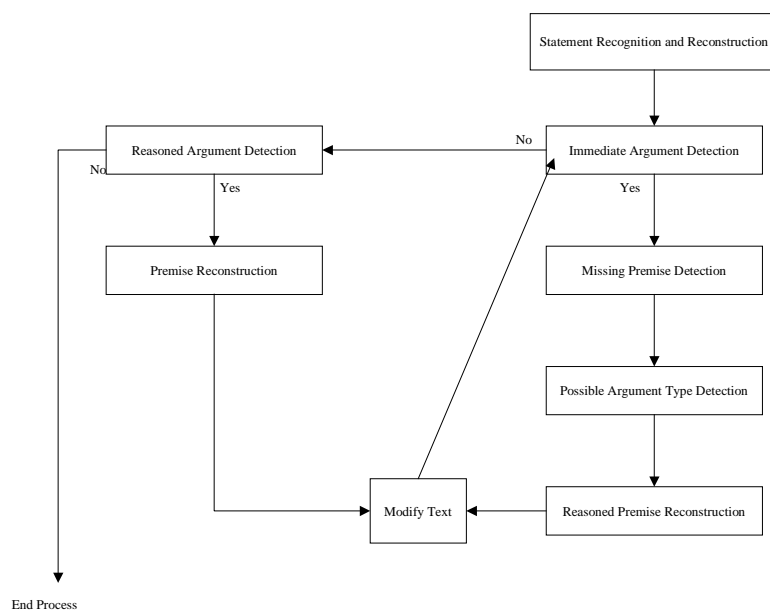 Statement Recognition and Reconstruction
Reasoned Argument Detection
No
Immediate Argument Detection
No
Yes
Yes
Premise Reconstruction
Missing Premise Detection
Possible Argument Type Detection
Modify Text
Reasoned Premise Reconstruction
End Process